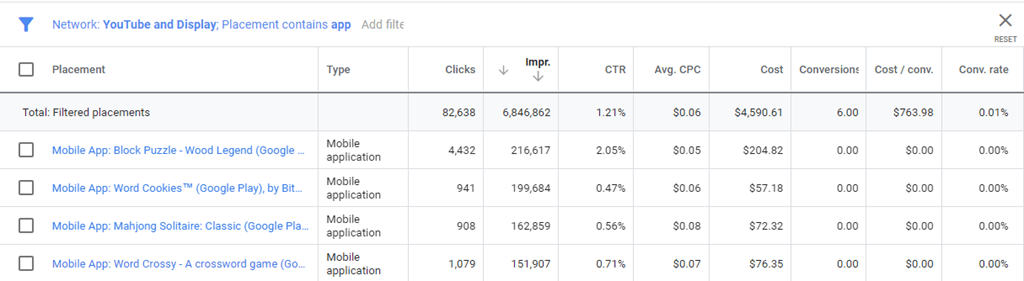 Network: YouTube and Display; Placement contains app Add filte
RESET
Placement Type Clicks Impr. CTR Avg. CPC Cost Conversions Cost / conv. Conv. rate
Total: Filtered placements 82,638 6,846,862 1.21% $0.06 $4,590.61 6.00 $763.98 0.01%
Mobile App: Block Puzzle - Wood Legend (Google ... Mobile application 4,432 216,617 2.05% $0.05 $204.82 0.00 $0.00 0.00%
Mobile App: Word Cookies™ (Google Play), by Bit... Mobile application 941 199,684 0.47% $0.06 $57.18 0.00 $0.00 0.00%
Mobile App: Mahjong Solitaire: Classic (Google Pla... Mobile application 908 162,859 0.56% $0.08 $72.32 0.00 $0.00 0.00%
Mobile App: Word Crossy - A crossword game (Go... Mobile application 1,079 151,907 0.71% $0.07 $76.35 0.00 $0.00 0.00%